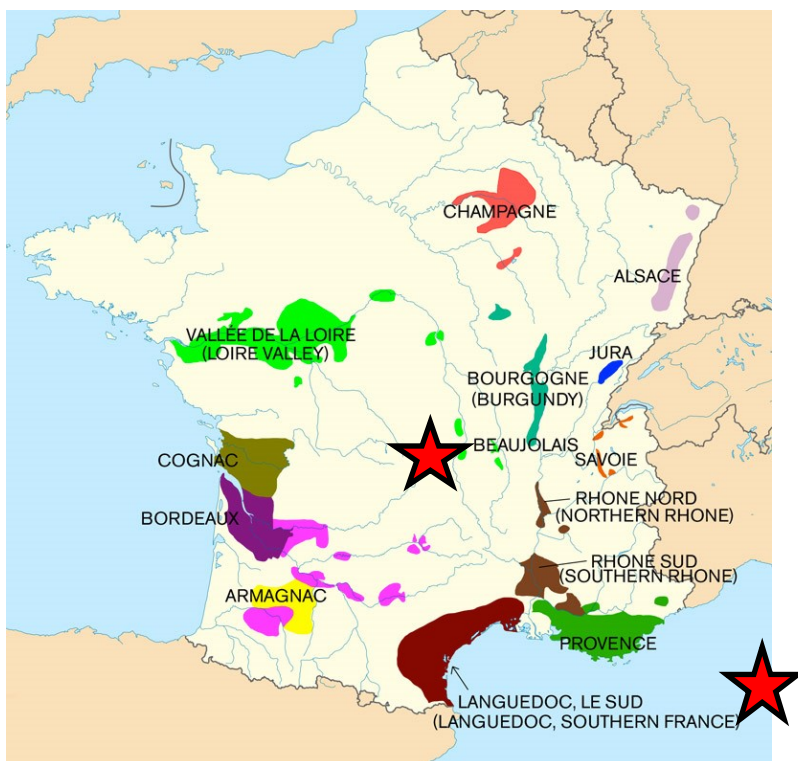 CHAMPAGNE
ALSACE
VALLÉE DE LA LOIRE
(LOIRE VALLEY)
JURA
BOURGOGNE
(BURGUNDY)
BEAUJOLAIS
SAVOIE
COGNAC
RHONE NORD
(NORTHERN RHONE)
BORDEAUX
RHONE SUD
(SOUTHERN RHONE)
ARMAGNAC
PROVENCE
LANGUEDOC, LE SUD
(LANGUEDOC, SOUTHERN FRANCE)